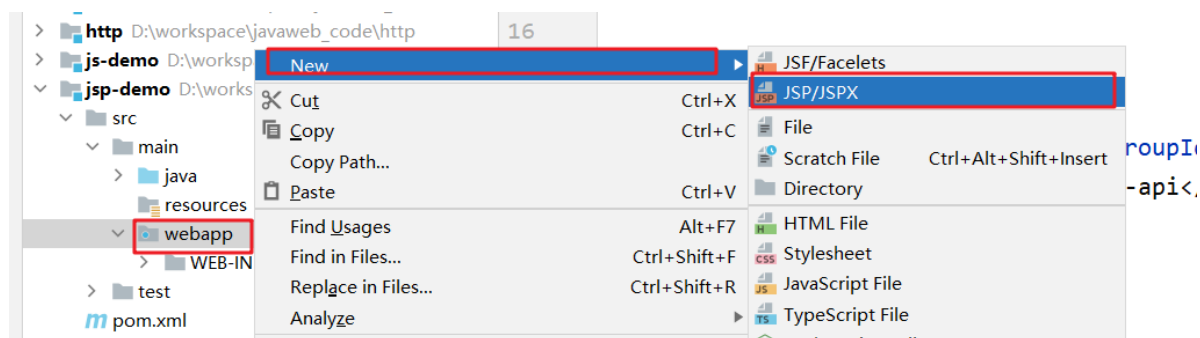 http D:\workspace\javaweb_code\http
16
js-demo D:\worksp
jsp-demo D:\works
src
main
java
resources
webapp
WEB-IN
test
pom.xml
New
Cut Ctrl+X
Copy Ctrl+C
Copy Path...
Paste Ctrl+V
Find Usages Alt+F7
Find in Files... Ctrl+Shift+F
Replace in Files... Ctrl+Shift+R
Analyze
JSF/Facelets
JSP/JSPX
File
Scratch File Ctrl+Alt+Shift+Insert
Directory
HTML File
Stylesheet
JavaScript File
TypeScript File
roupId
-api</